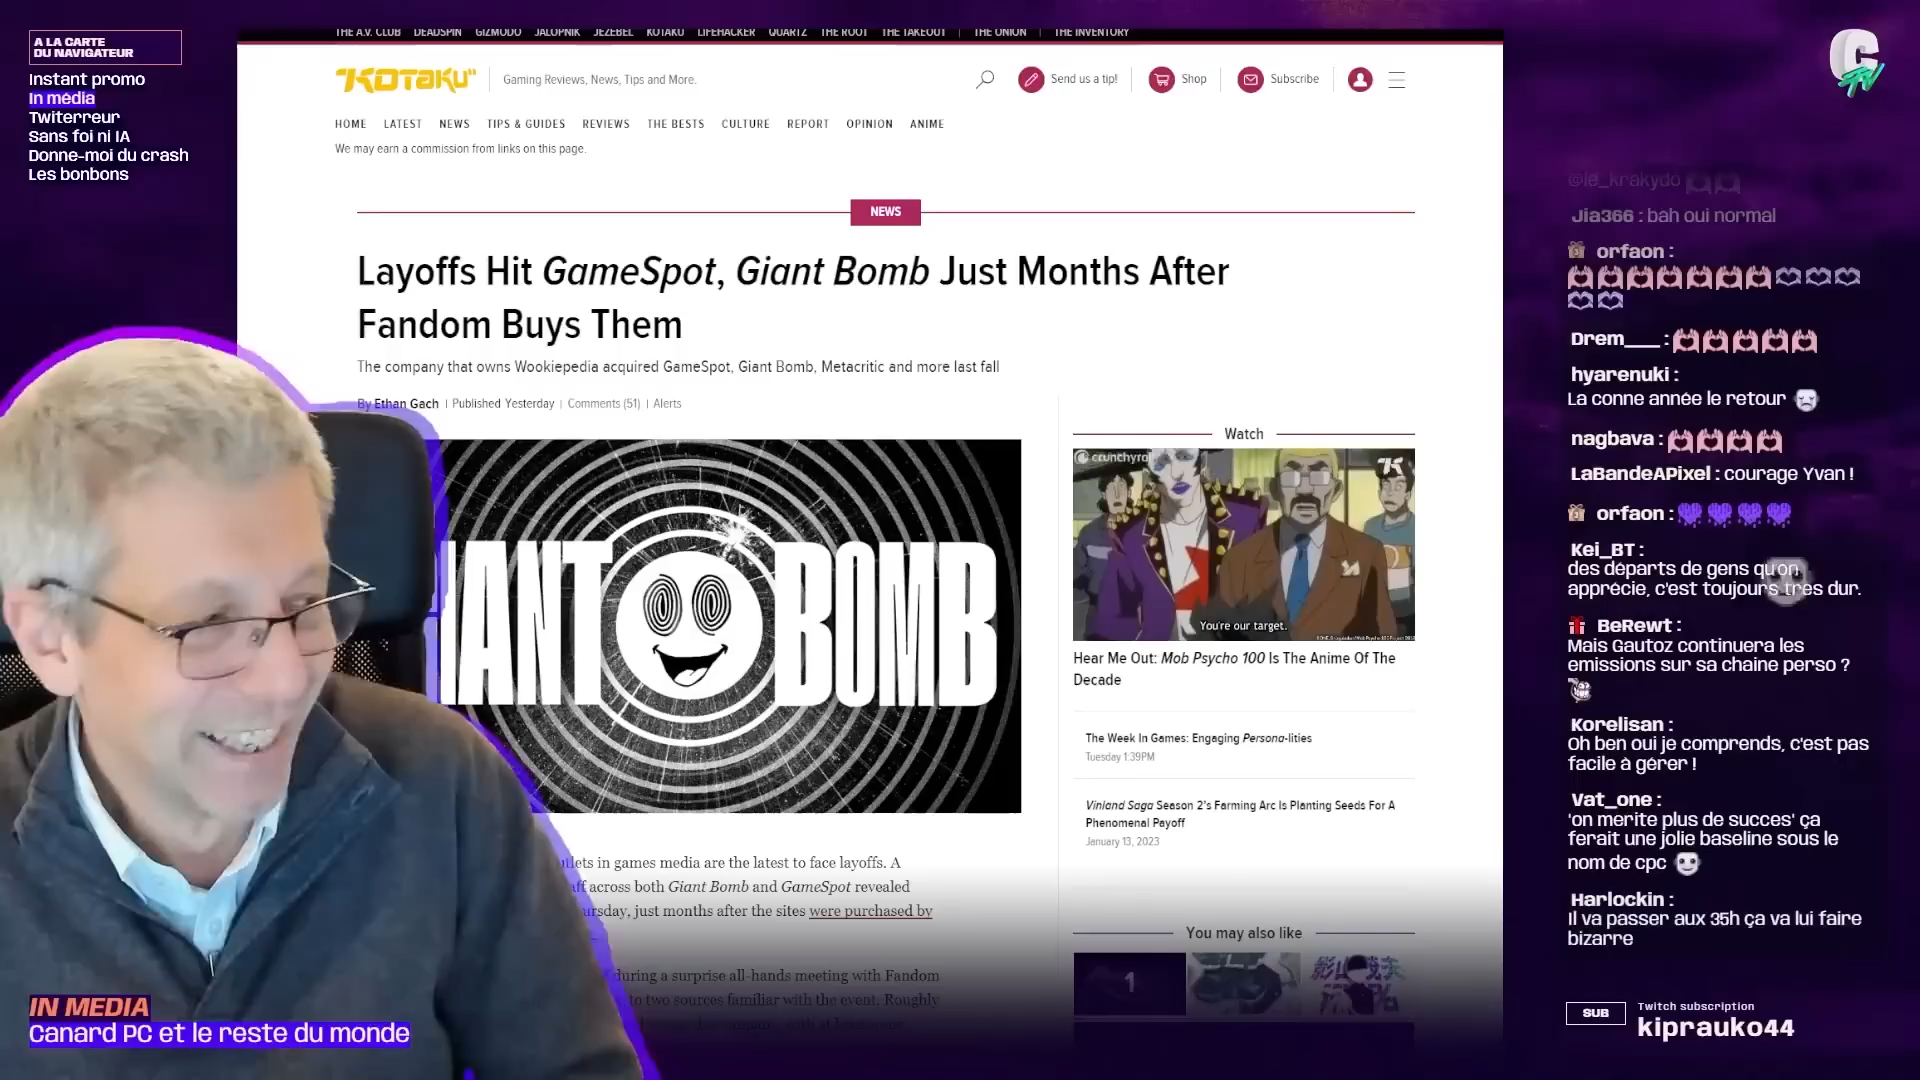 A LA CARTE
DU NAVIGATEUR
Instant promo
In média
Twiterreur
Sans foi ni IA
Donne-moi du crash
Les bonbons
THE A.V. CLUB DEADSPIN GIZMODO JALOPNIK JEZEBEL KOTAKU LIFEHACKER QUARTZ THE ROOT THE TAKEOUT | THE ONION | THE INVENTORY
"KOTAKU" Gaming Reviews, News, Tips and More.
Send us a tip! Shop Subscribe
HOME LATEST NEWS TIPS & GUIDES REVIEWS THE BESTS CULTURE REPORT OPINION ANIME
We may earn a commission from links on this page.
NEWS
Layoffs Hit GameSpot, Giant Bomb Just Months After
Fandom Buys Them
The company that owns Wookiepedia acquired GameSpot, Giant Bomb, Metacritic and more last fall
By Ethan Gach | Published Yesterday | Comments (51) | Alerts
ANT BOMB
in games media are the latest to face layoffs. A
across both Giant Bomb and GameSpot revealed
just months after the sites were purchased by
during a surprise all-hands meeting with Fandom
to two sources familiar with the event. Roughly
Watch
crunchyrol
You're our target.
Hear Me Out: Mob Psycho 100 Is The Anime Of The
Decade
The Week In Games: Engaging Persona-lities
Tuesday 1:39PM
Vinland Saga Season 2's Farming Arc Is Planting Seeds For A
Phenomenal Payoff
January 13, 2023
You may also like
1
C TV
@le_krakydo
Jia366 : bah oui normal
orfaon :
Drem___ :
hyarenuki :
La conne année le retour
nagbava :
LaBandeAPixel : courage Yvan !
orfaon :
Kei_BT :
des départs de gens qu'on
apprécie, c'est toujours très dur.
BeRewt :
Mais Gautoz continuera les
emissions sur sa chaine perso ?
Korelisan :
Oh ben oui je comprends, c'est pas
facile à gérer !
Vat_one :
'on merite plus de succes' ça
ferait une jolie baseline sous le
nom de cpc
Harlockin :
Il va passer aux 35h ça va lui faire
bizarre
SUB Twitch subscription
kiprauko44
IN MEDIA
Canard PC et le reste du monde